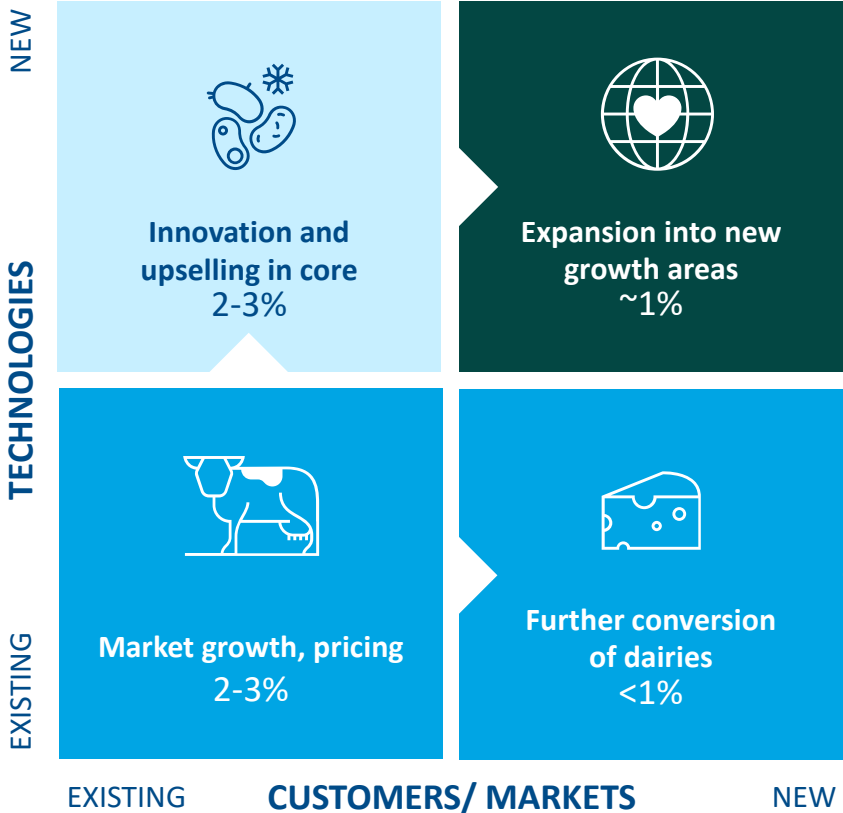 NEW
Innovation and
upselling in core
2-3%
Expansion into new
growth areas
~1%
TECHNOLOGIES
Market growth, pricing
2-3%
Further conversion
of dairies
<1%
EXISTING
EXISTING
CUSTOMERS/ MARKETS
NEW